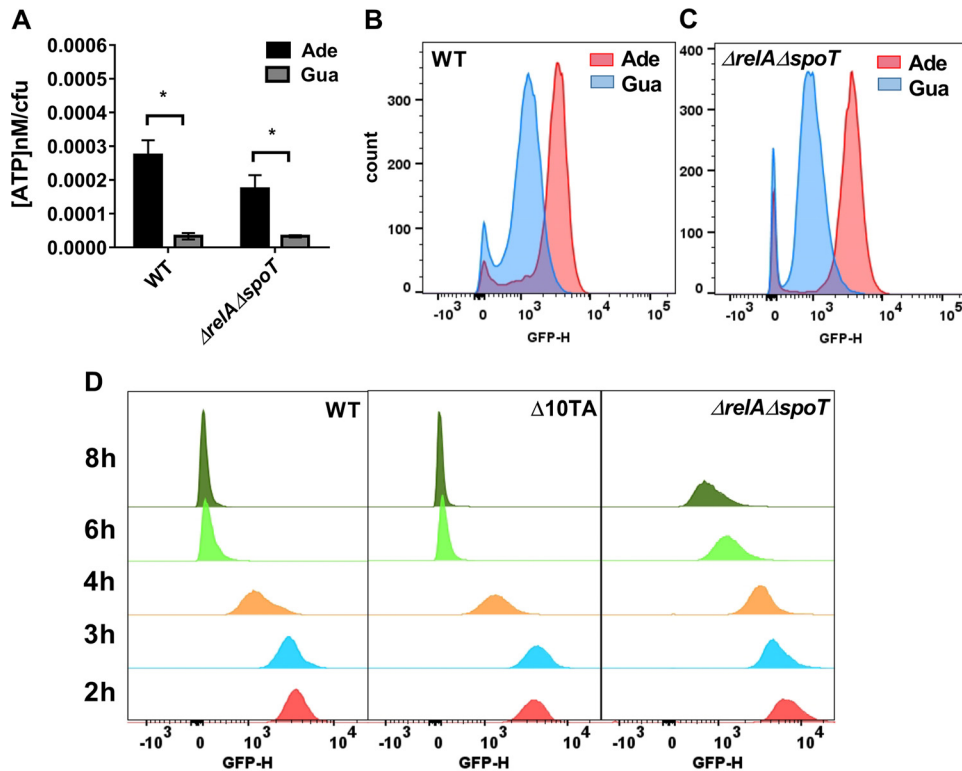 A
[ATP]nM/cfu
0.0006
0.0005
0.0004
0.0003
0.0002
0.0001
0.0000
Ade
Gua
*
*
WT
ΔrelAΔspoT
B
WT
Ade
Gua
count
300
200
100
0
-10³ 0 10³ 10⁴ 10⁵
GFP-H
C
ΔrelAΔspoT
Ade
Gua
400
300
200
100
0
-10³ 0 10³ 10⁴ 10⁵
GFP-H
D
WT Δ10TA ΔrelAΔspoT
8h
6h
4h
3h
2h
-10³ 0 10³ 10⁴ -10³ 0 10³ 10⁴ -10³ 0 10³ 10⁴
GFP-H GFP-H GFP-H